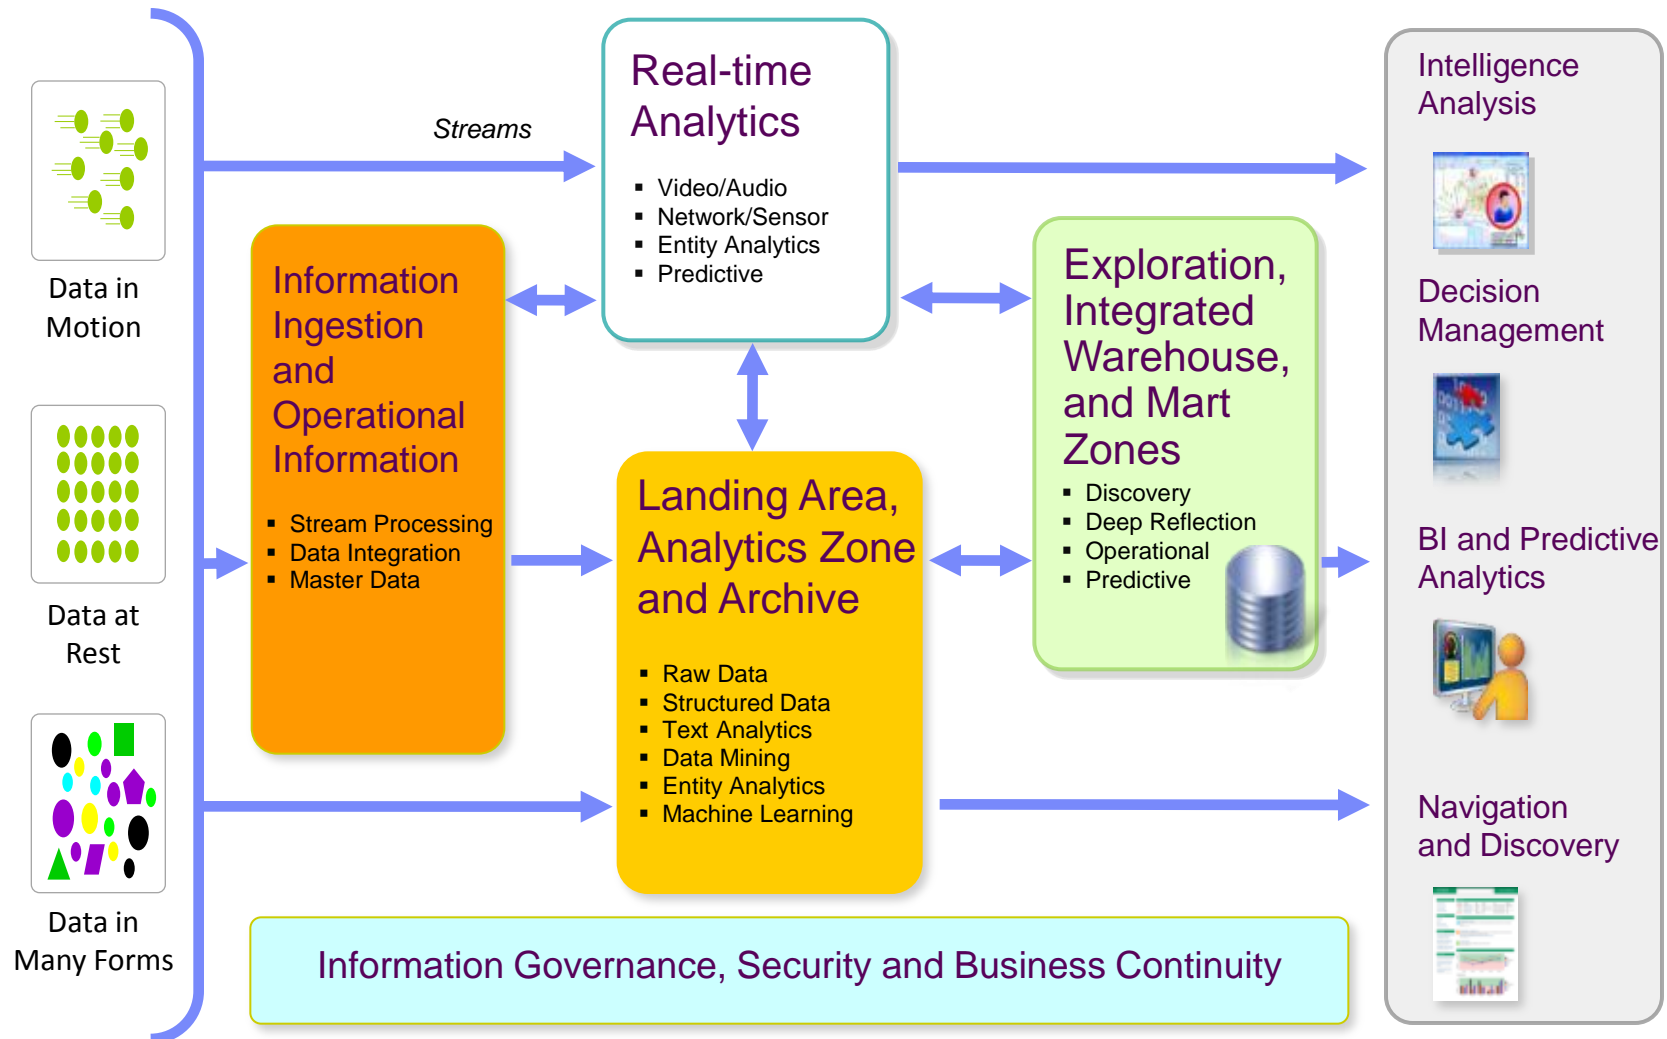 Data in
Motion
Data at
Rest
Data in
Many Forms
Streams
Information
Ingestion
and
Operational
Information
▪ Stream Processing
▪ Data Integration
▪ Master Data
Real-time
Analytics
▪ Video/Audio
▪ Network/Sensor
▪ Entity Analytics
▪ Predictive
Landing Area,
Analytics Zone
and Archive
▪ Raw Data
▪ Structured Data
▪ Text Analytics
▪ Data Mining
▪ Entity Analytics
▪ Machine Learning
Exploration,
Integrated
Warehouse,
and Mart
Zones
▪ Discovery
▪ Deep Reflection
▪ Operational
▪ Predictive
Intelligence
Analysis
Decision
Management
BI and Predictive
Analytics
Navigation
and Discovery
Information Governance, Security and Business Continuity